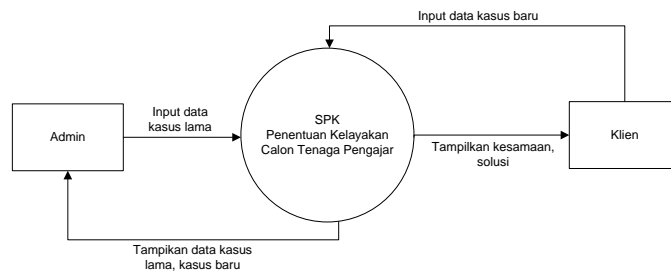 Input data kasus baru
Admin
Input data
kasus lama
SPK
Penentuan Kelayakan
Calon Tenaga Pengajar
Tampilkan kesamaan,
solusi
Klien
Tampikan data kasus
lama, kasus baru